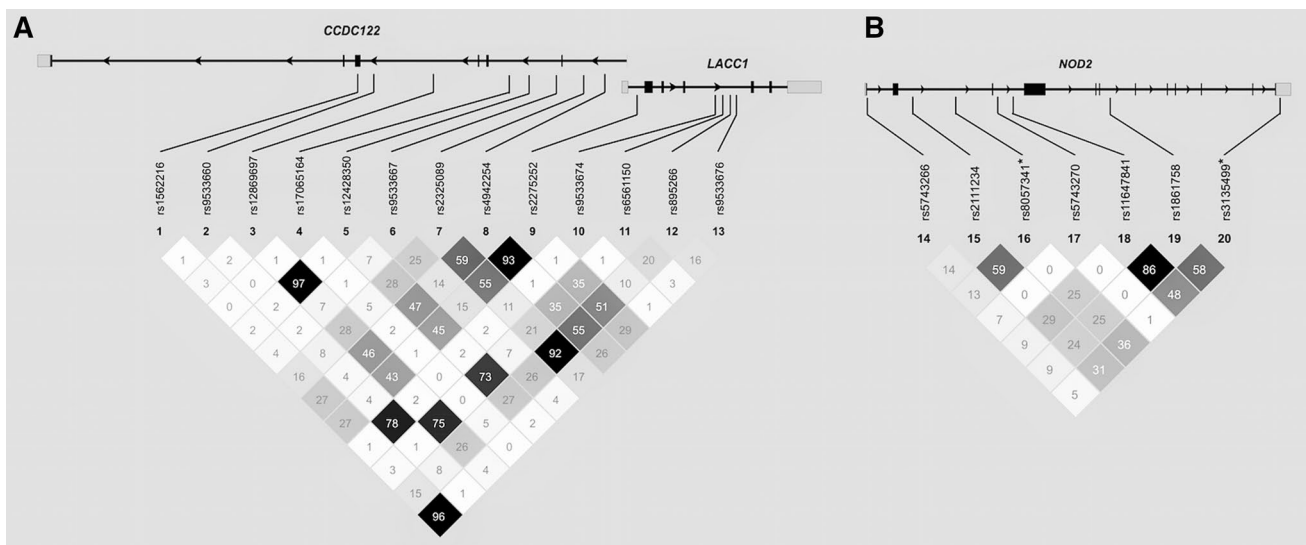 A
CCDC122
LACC1
rs1562216
rs9533660
rs12869697
rs17065164
rs12428350
rs9533667
rs2325089
rs4942254
rs2275252
rs9533674
rs6561150
rs895266
rs9533676
1 2 3 4 5 6 7 8 9 10 11 12 13
1 2 1 1 7 25 59 93 1 1 20 16
3 0 97 1 28 14 55 1 35 10 3
0 2 7 5 47 15 11 35 51 1
2 2 28 2 45 2 21 55 29
4 8 46 1 2 7 92 26
16 4 43 0 73 26 17
27 4 2 0 27 4
27 78 75 5 2
1 1 26 0
3 8 4
15 1
96
B
NOD2
rs5743266
rs2111234
rs8057341*
rs5743270
rs11647841
rs1861758
rs3135499*
14 15 16 17 18 19 20
14 59 0 0 86 58
13 0 25 0 48
7 29 25 1
9 24 36
9 31
5